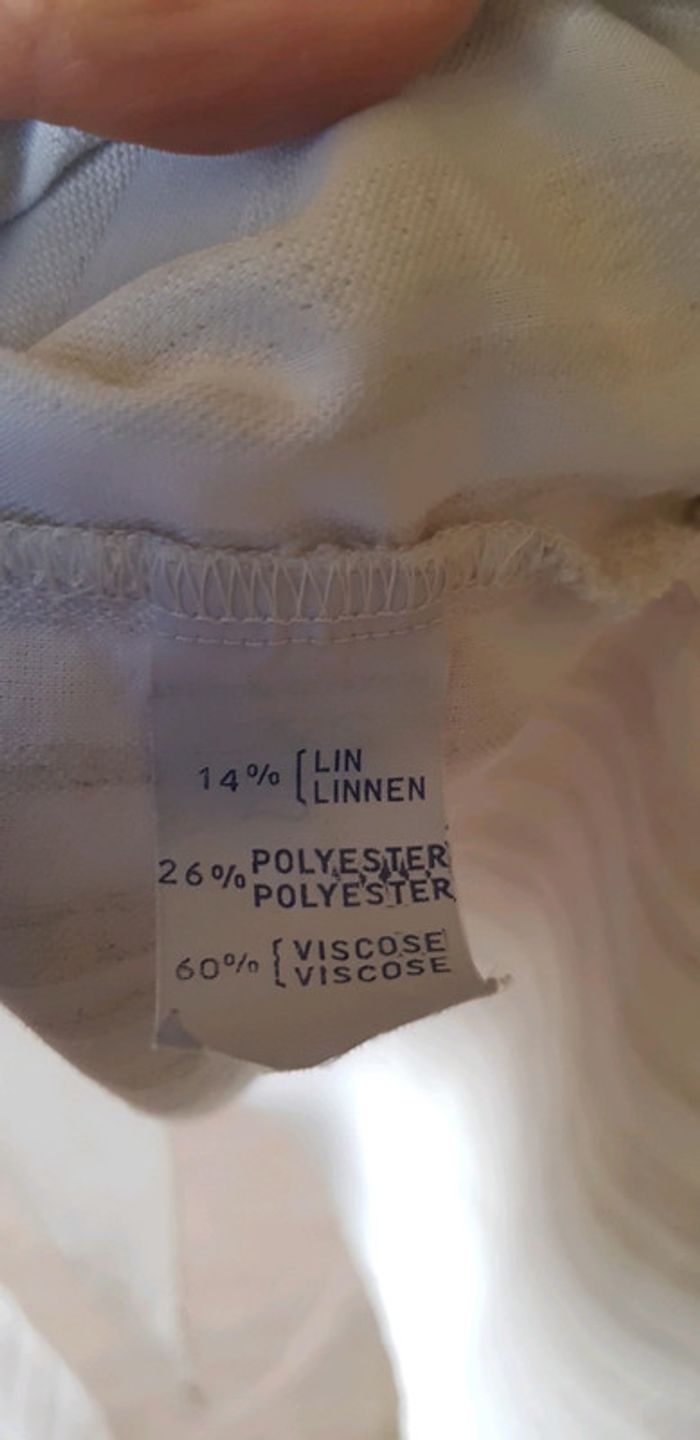 14% [LIN
LINNEN
26% POLYESTER
POLYESTER
60% [VISCOSE
VISCOSE